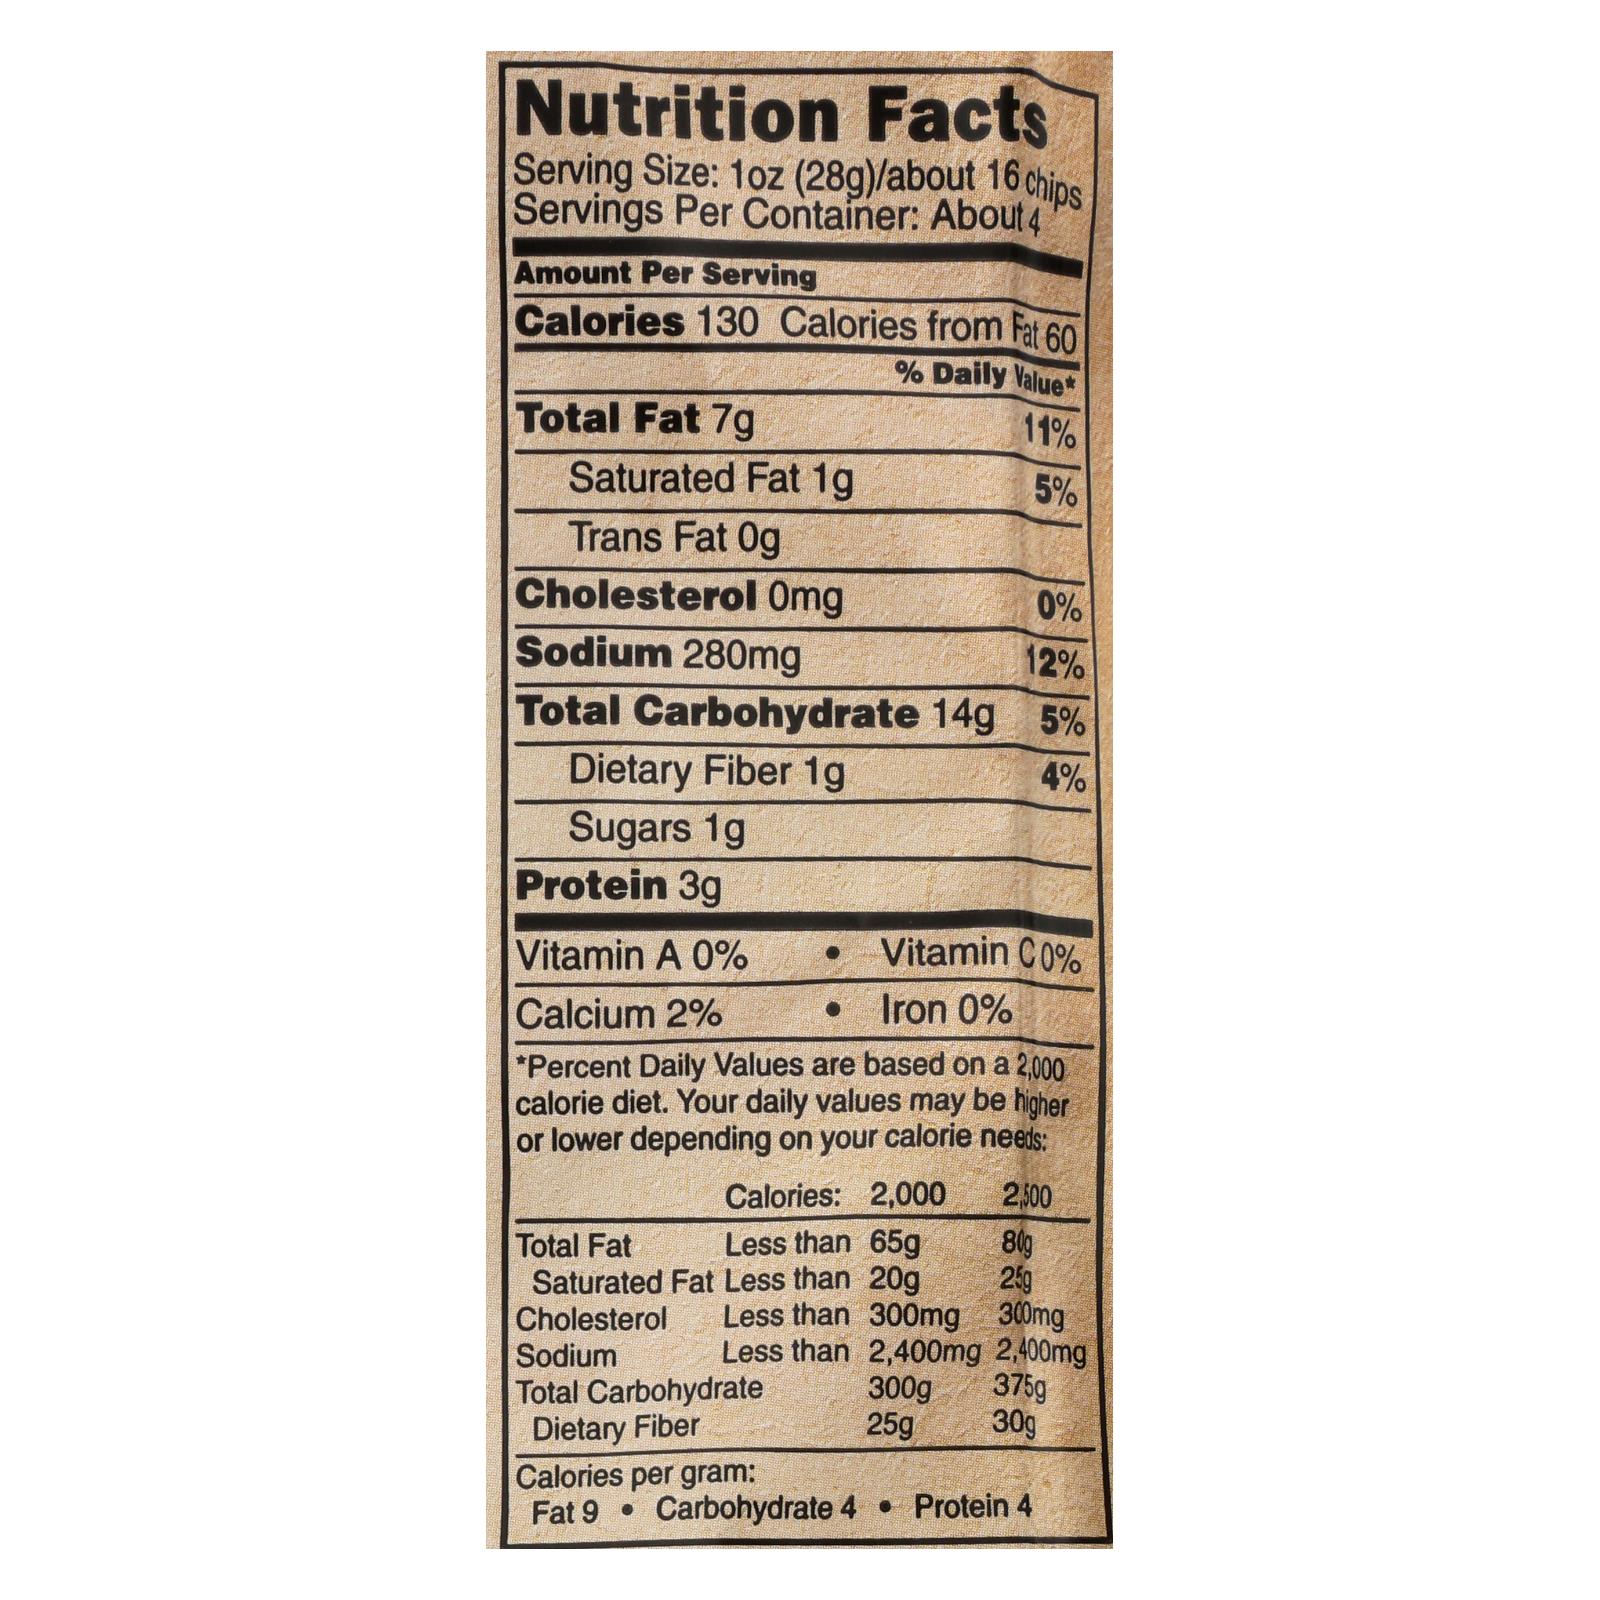 Nutrition Facts
Serving Size: 1oz (28g)/about 16 chips
Servings Per Container: About 4
Amount Per Serving
Calories 130 Calories from Fat 60
% Daily Value*
Total Fat 7g 11%
Saturated Fat 1g 5%
Trans Fat 0g
Cholesterol 0mg 0%
Sodium 280mg 12%
Total Carbohydrate 14g 5%
Dietary Fiber 1g 4%
Sugars 1g
Protein 3g
Vitamin A 0% • Vitamin C 0%
Calcium 2% • Iron 0%
*Percent Daily Values are based on a 2,000
calorie diet. Your daily values may be higher
or lower depending on your calorie needs:
Calories: 2,000 2,500
Total Fat Less than 65g 80g
Saturated Fat Less than 20g 25g
Cholesterol Less than 300mg 300mg
Sodium Less than 2,400mg 2,400mg
Total Carbohydrate 300g 375g
Dietary Fiber 25g 30g
Calories per gram:
Fat 9 • Carbohydrate 4 • Protein 4